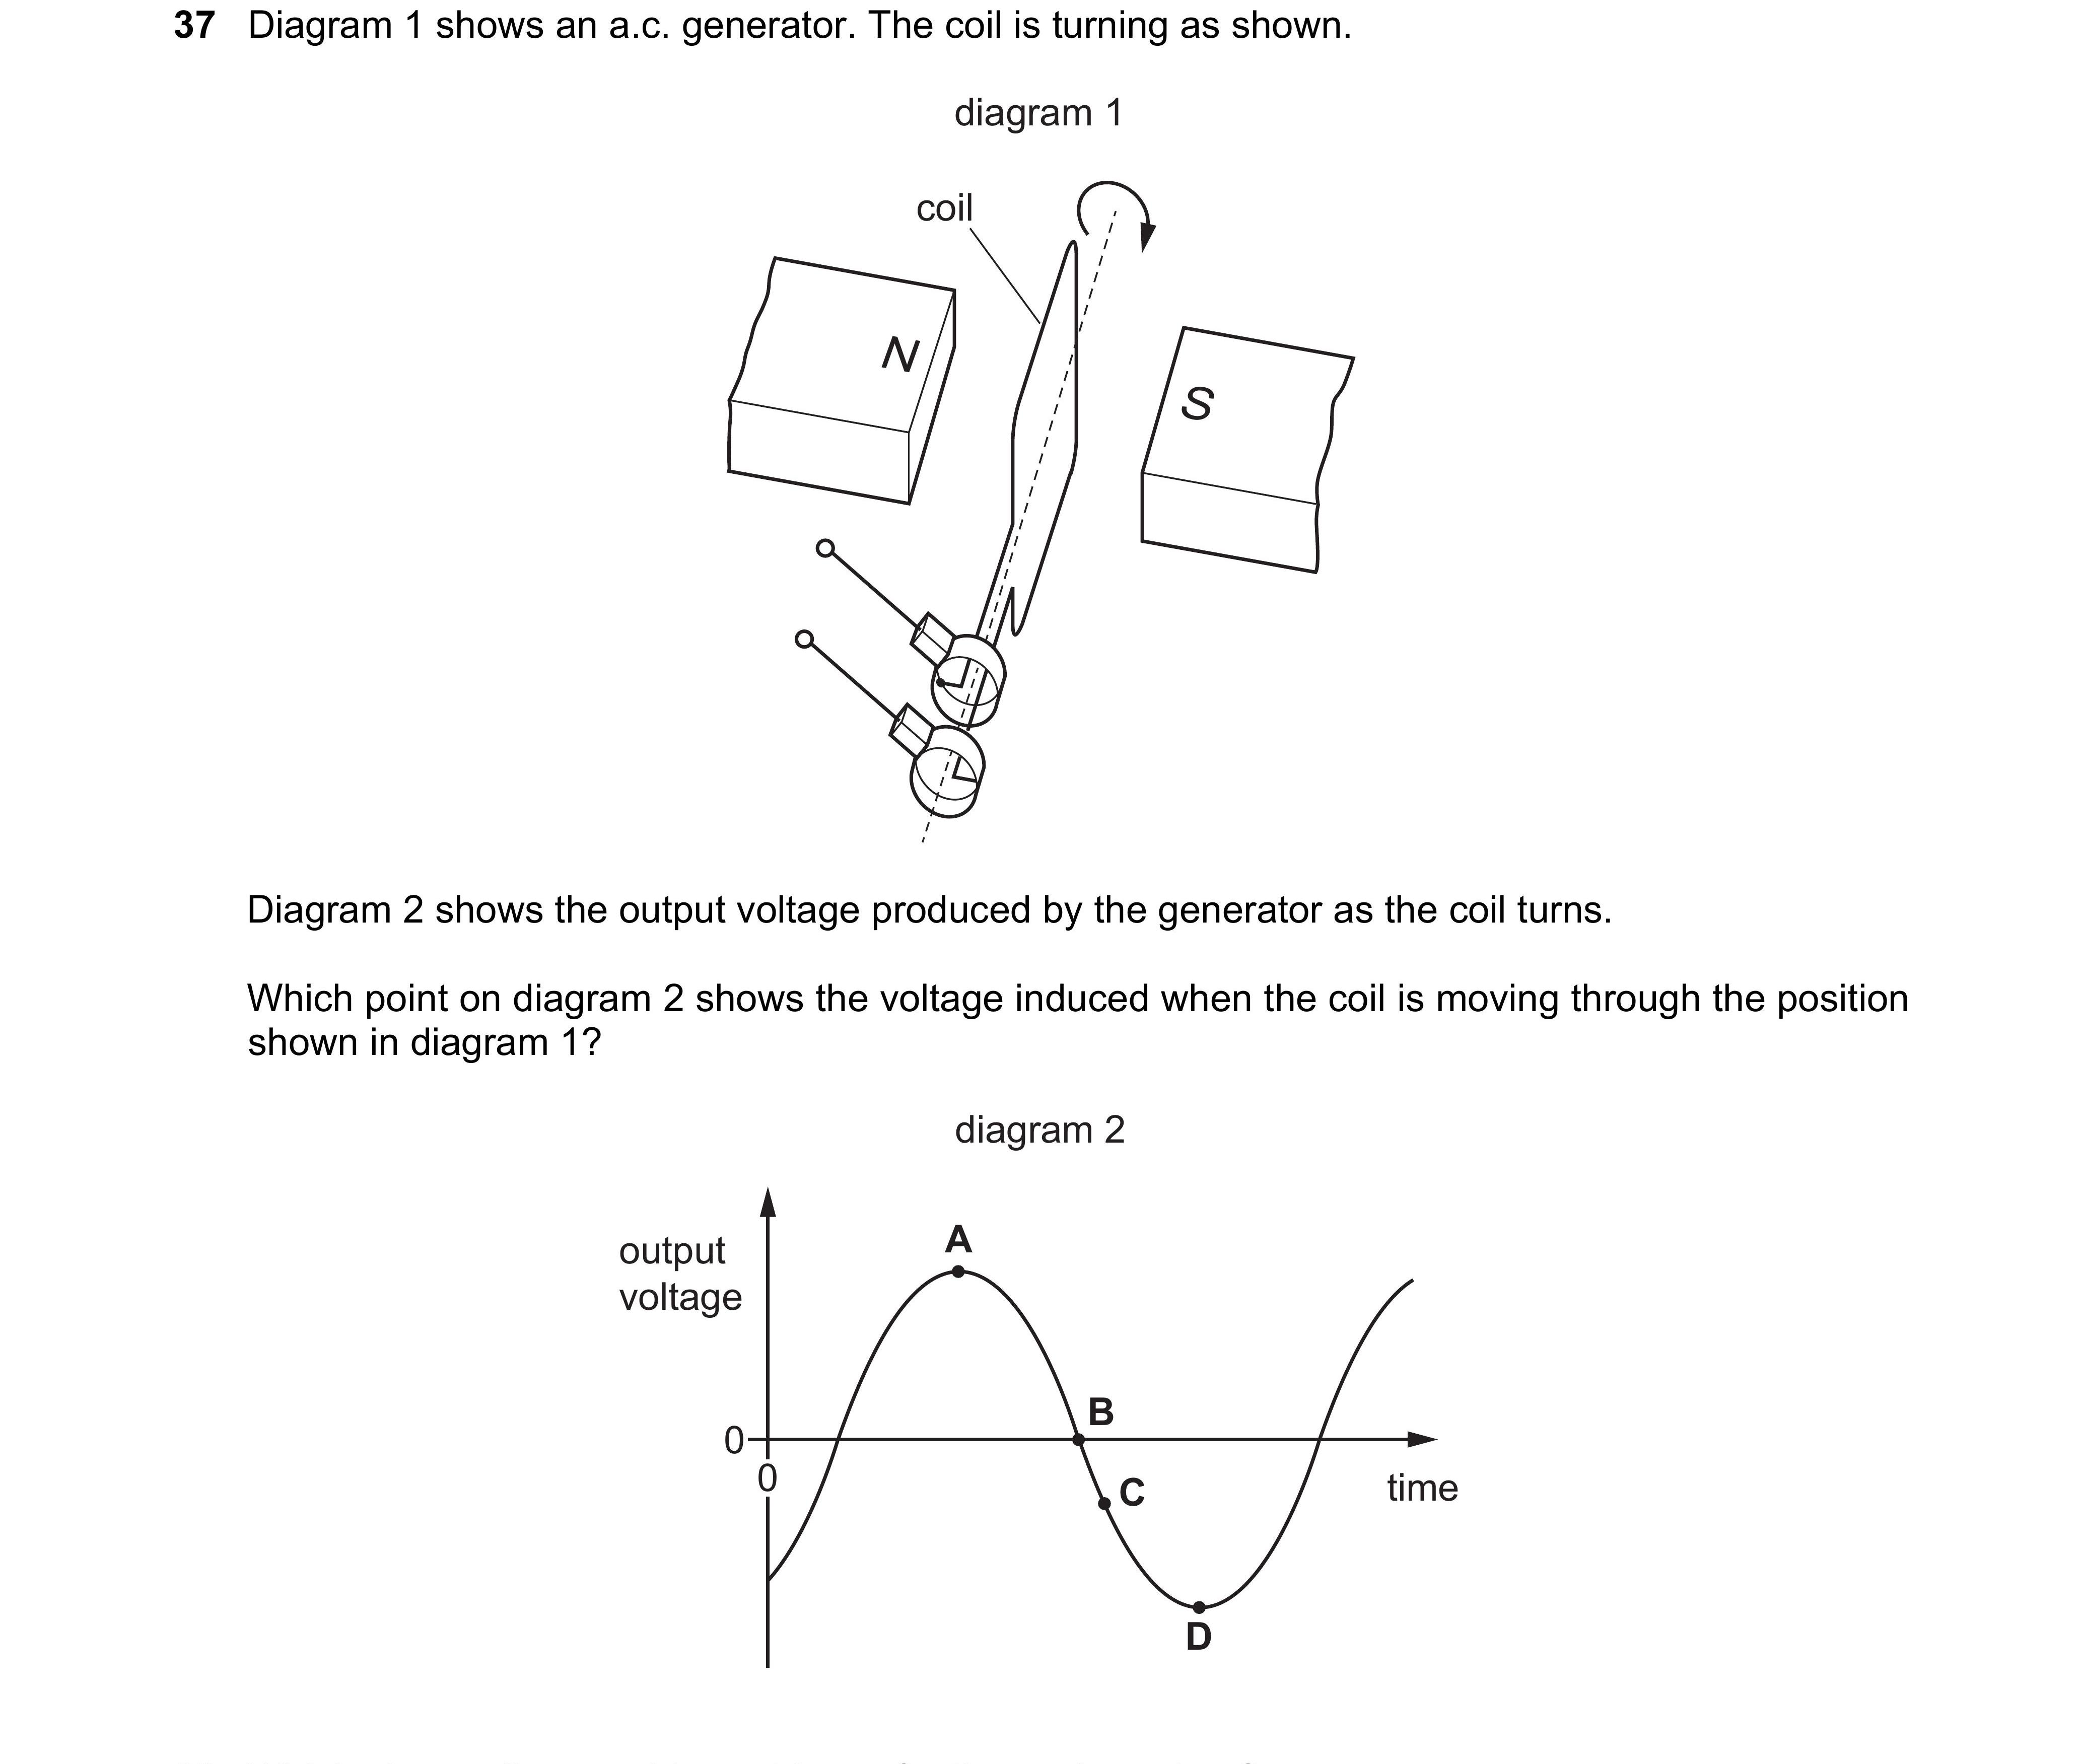 37 Diagram 1 shows an a.c. generator. The coil is turning as shown.
diagram 1
coil
N
S
Diagram 2 shows the output voltage produced by the generator as the coil turns.
Which point on diagram 2 shows the voltage induced when the coil is moving through the position
shown in diagram 1?
diagram 2
A
output
voltage
B
0
0
C
time
D